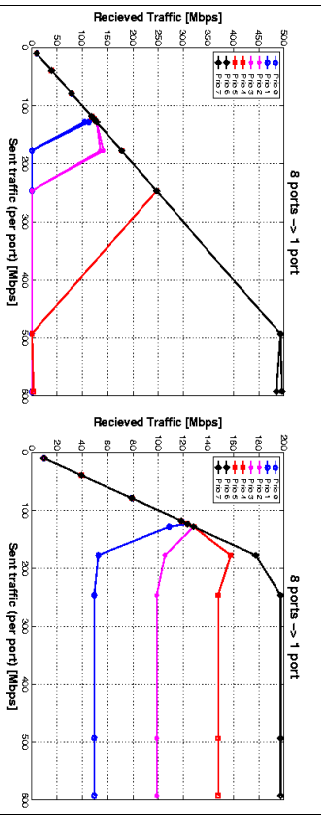 8 ports --> 1 port
Recieved Traffic [Mbps]
500
450
400
350
300
250
200
150
100
50
0
Prio 0
Prio 1
Prio 2
Prio 3
Prio 4
Prio 5
Prio 6
Prio 7
0
100
200
300
400
500
600
Sent traffic (per port) [Mbps]
8 ports --> 1 port
Recieved Traffic [Mbps]
200
180
160
140
120
100
80
60
40
20
0
Prio 0
Prio 1
Prio 2
Prio 3
Prio 4
Prio 5
Prio 6
Prio 7
0
100
200
300
400
500
600
Sent traffic (per port) [Mbps]